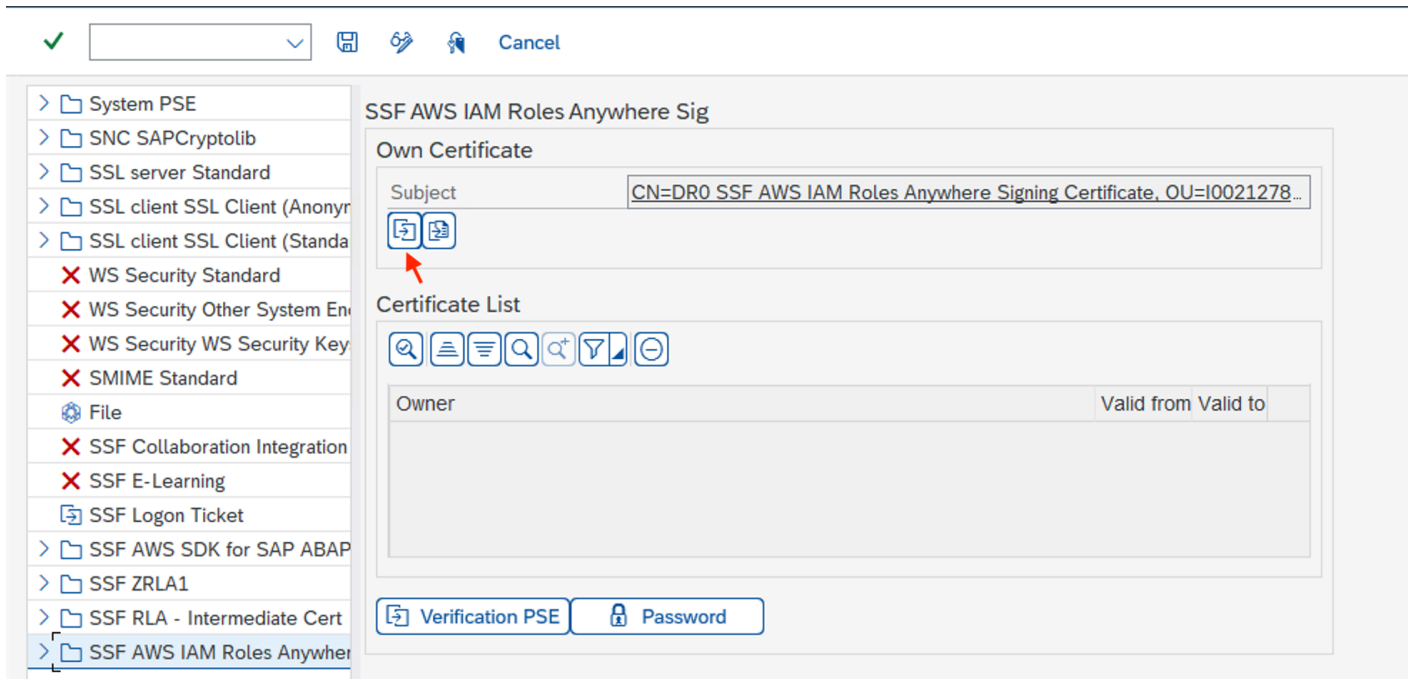 Cancel
System PSE
SNC SAPCryptolib
SSL server Standard
SSL client SSL Client (Anonyr
SSL client SSL Client (Standa
WS Security Standard
WS Security Other System En
WS Security WS Security Key
SMIME Standard
File
SSF Collaboration Integration
SSF E-Learning
SSF Logon Ticket
SSF AWS SDK for SAP ABAP
SSF ZRLA1
SSF RLA - Intermediate Cert
SSF AWS IAM Roles Anywher
SSF AWS IAM Roles Anywhere Sig
Own Certificate
Subject CN=DR0 SSF AWS IAM Roles Anywhere Signing Certificate, OU=I0021278...
Certificate List
Owner Valid from Valid to
Verification PSE Password